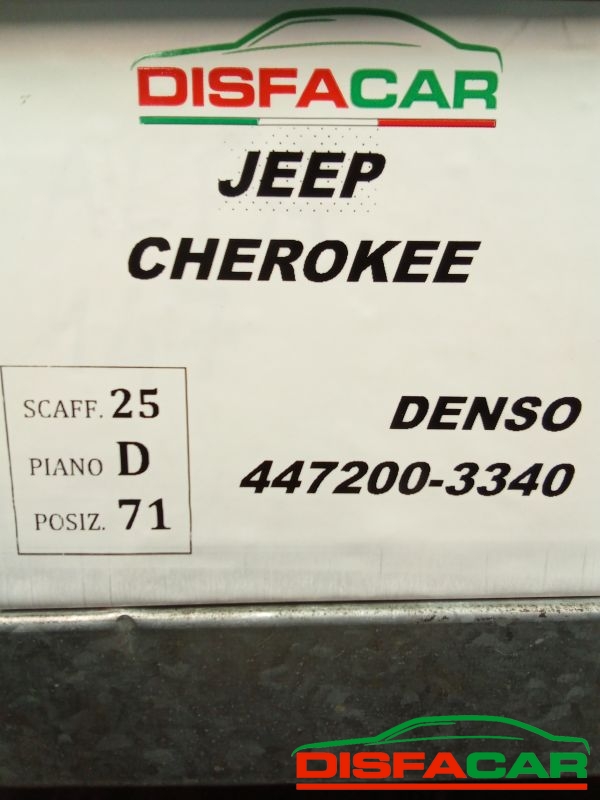 DISFACAR
JEEP
CHEROKEE
SCAFF. 25
PIANO D
POSIZ. 71
DENSO
447200-3340
DISFACAR